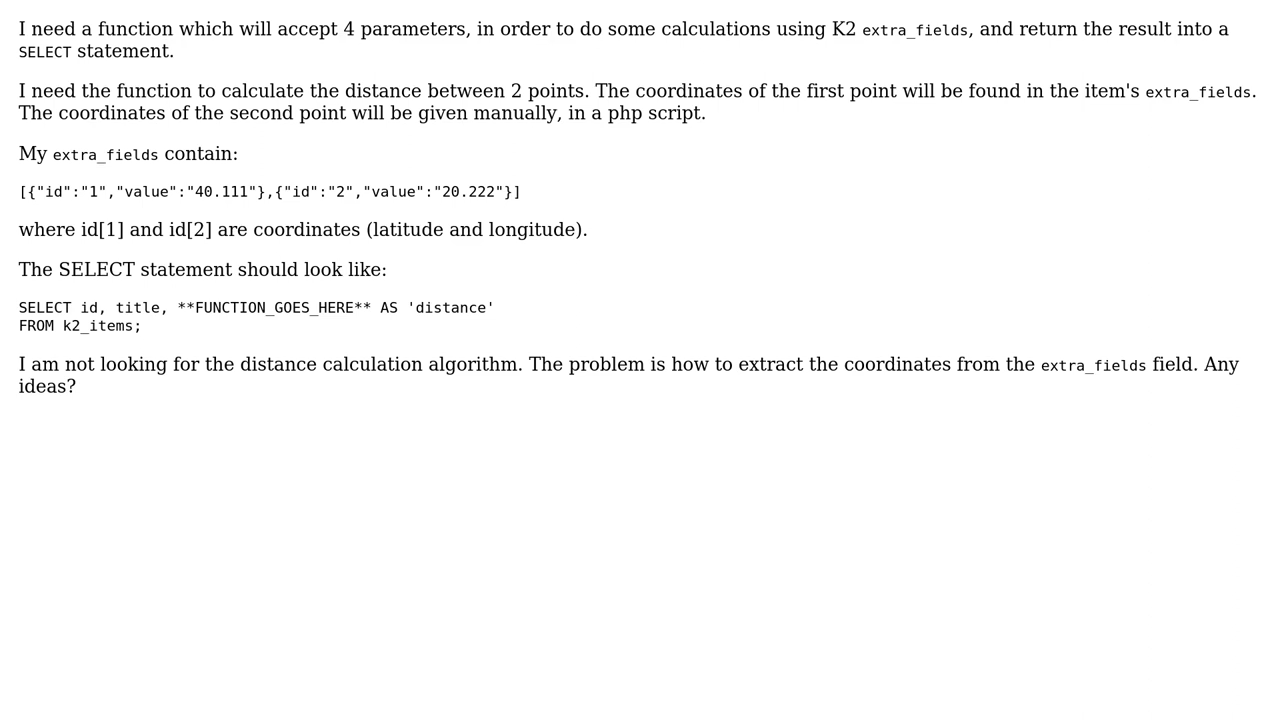 I need a function which will accept 4 parameters, in order to do some calculations using K2 extra_fields, and return the result into a
SELECT statement.
I need the function to calculate the distance between 2 points. The coordinates of the first point will be found in the item's extra_fields.
The coordinates of the second point will be given manually, in a php script.
My extra_fields contain:
[{"id":"1","value":"40.111"},{"id":"2","value":"20.222"}]
where id[1] and id[2] are coordinates (latitude and longitude).
The SELECT statement should look like:
SELECT id, title, **FUNCTION_GOES_HERE** AS 'distance'
FROM k2_items;
I am not looking for the distance calculation algorithm. The problem is how to extract the coordinates from the extra_fields field. Any
ideas?